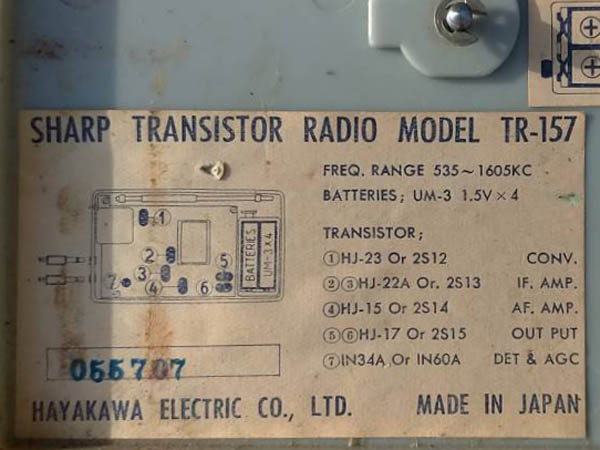 SHARP TRANSISTOR RADIO MODEL TR-157
FREQ. RANGE 535~1605KC
BATTERIES; UM-3 1.5V×4
TRANSISTOR;
①HJ-23 Or 2S12 CONV.
②③HJ-22A Or. 2S13 IF. AMP.
④HJ-15 Or 2S14 AF. AMP.
⑤⑥HJ-17 Or 2S15 OUT PUT
⑦IN34A, Or IN60A DET & AGC
1
2
3
4
5
6
7
BATTERIES
UM-3×4
055707
HAYAKAWA ELECTRIC CO., LTD. MADE IN JAPAN